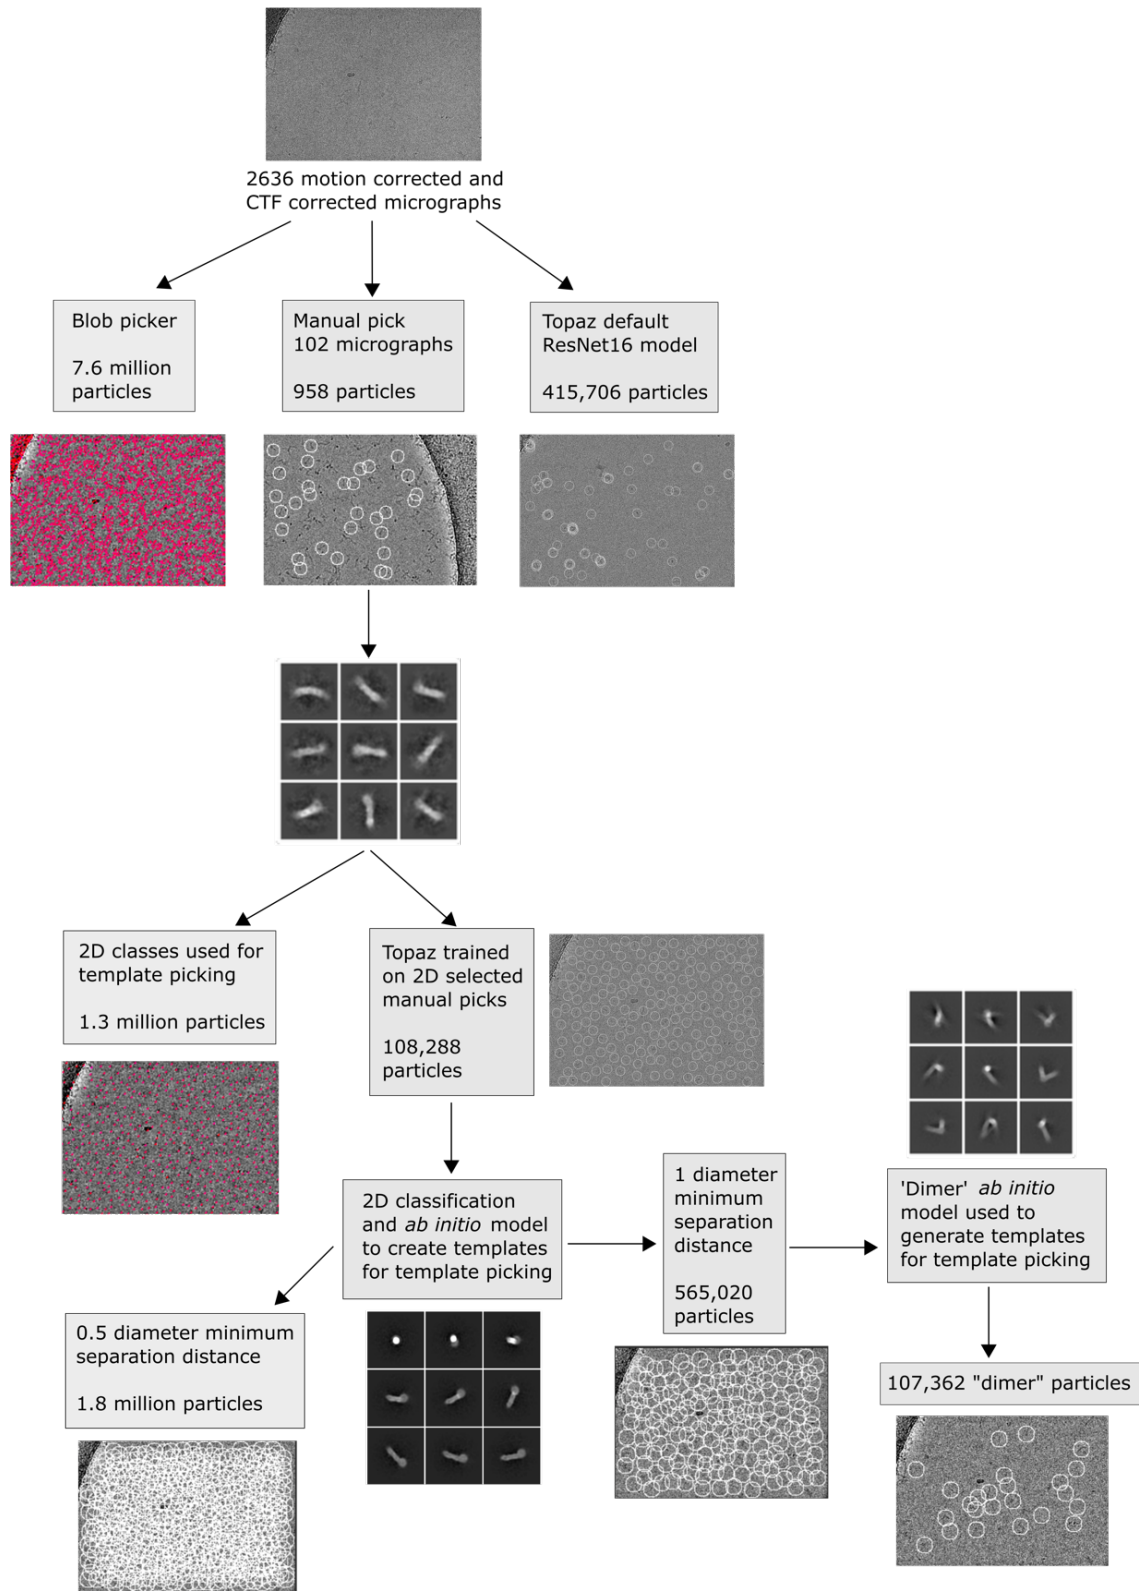 2636 motion corrected and
CTF corrected micrographs
Blob picker
7.6 million
particles
Manual pick
102 micrographs
958 particles
Topaz default
ResNet16 model
415,706 particles
2D classes used for
template picking
1.3 million particles
Topaz trained
on 2D selected
manual picks
108,288
particles
2D classification
and ab initio model
to create templates
for template picking
1 diameter
minimum
separation
distance
565,020
particles
'Dimer' ab initio
model used to
generate templates
for template picking
0.5 diameter minimum
separation distance
1.8 million particles
107,362 "dimer" particles